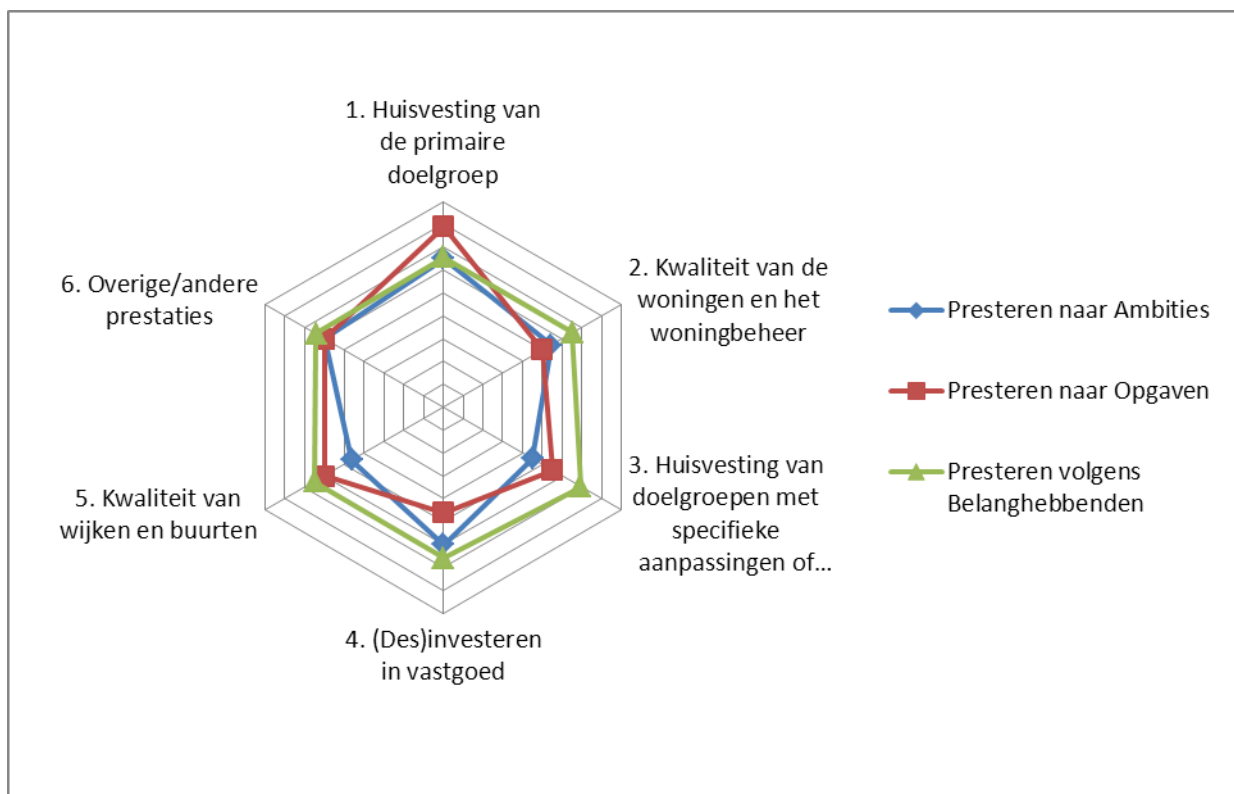 1. Huisvesting van
de primaire
doelgroep
2. Kwaliteit van de
woningen en het
woningbeheer
3. Huisvesting van
doelgroepen met
specifieke
aanpassingen of...
4. (Des)investeren
in vastgoed
5. Kwaliteit van
wijken en buurten
6. Overige/andere
prestaties
Presteren naar Ambities
Presteren naar Opgaven
Presteren volgens
Belanghebbenden